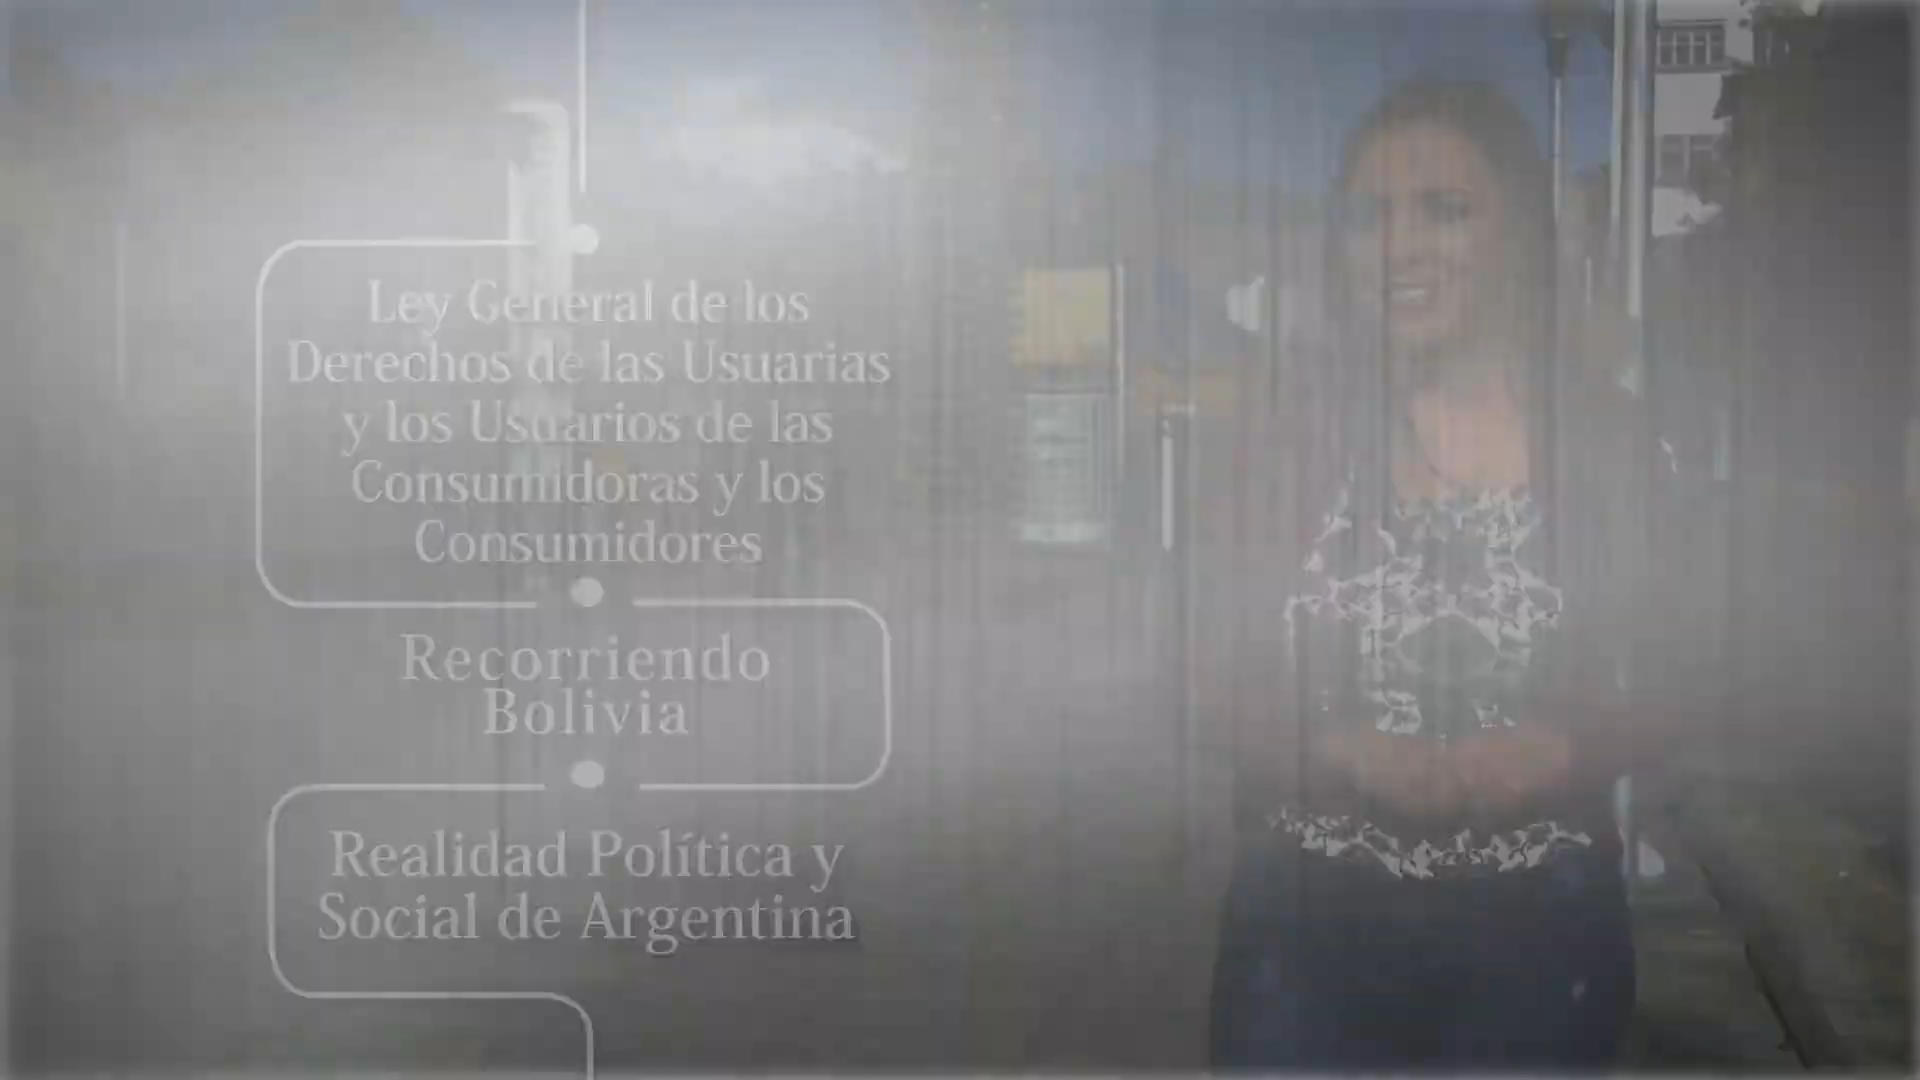 Ley General de los
Derechos de las Usuarias
y los Usuarios de las
Consumidoras y los
Consumidores
Recorriendo
Bolivia
Realidad Política y
Social de Argentina